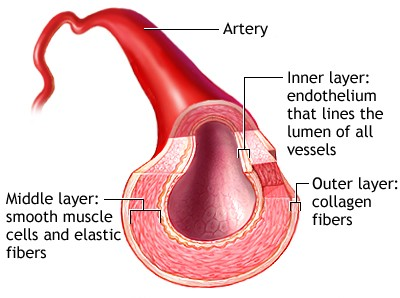 Artery
Inner layer:
endothelium
that lines the
lumen of all
vessels
Outer layer:
collagen
fibers
Middle layer:
smooth muscle
cells and elastic
fibers